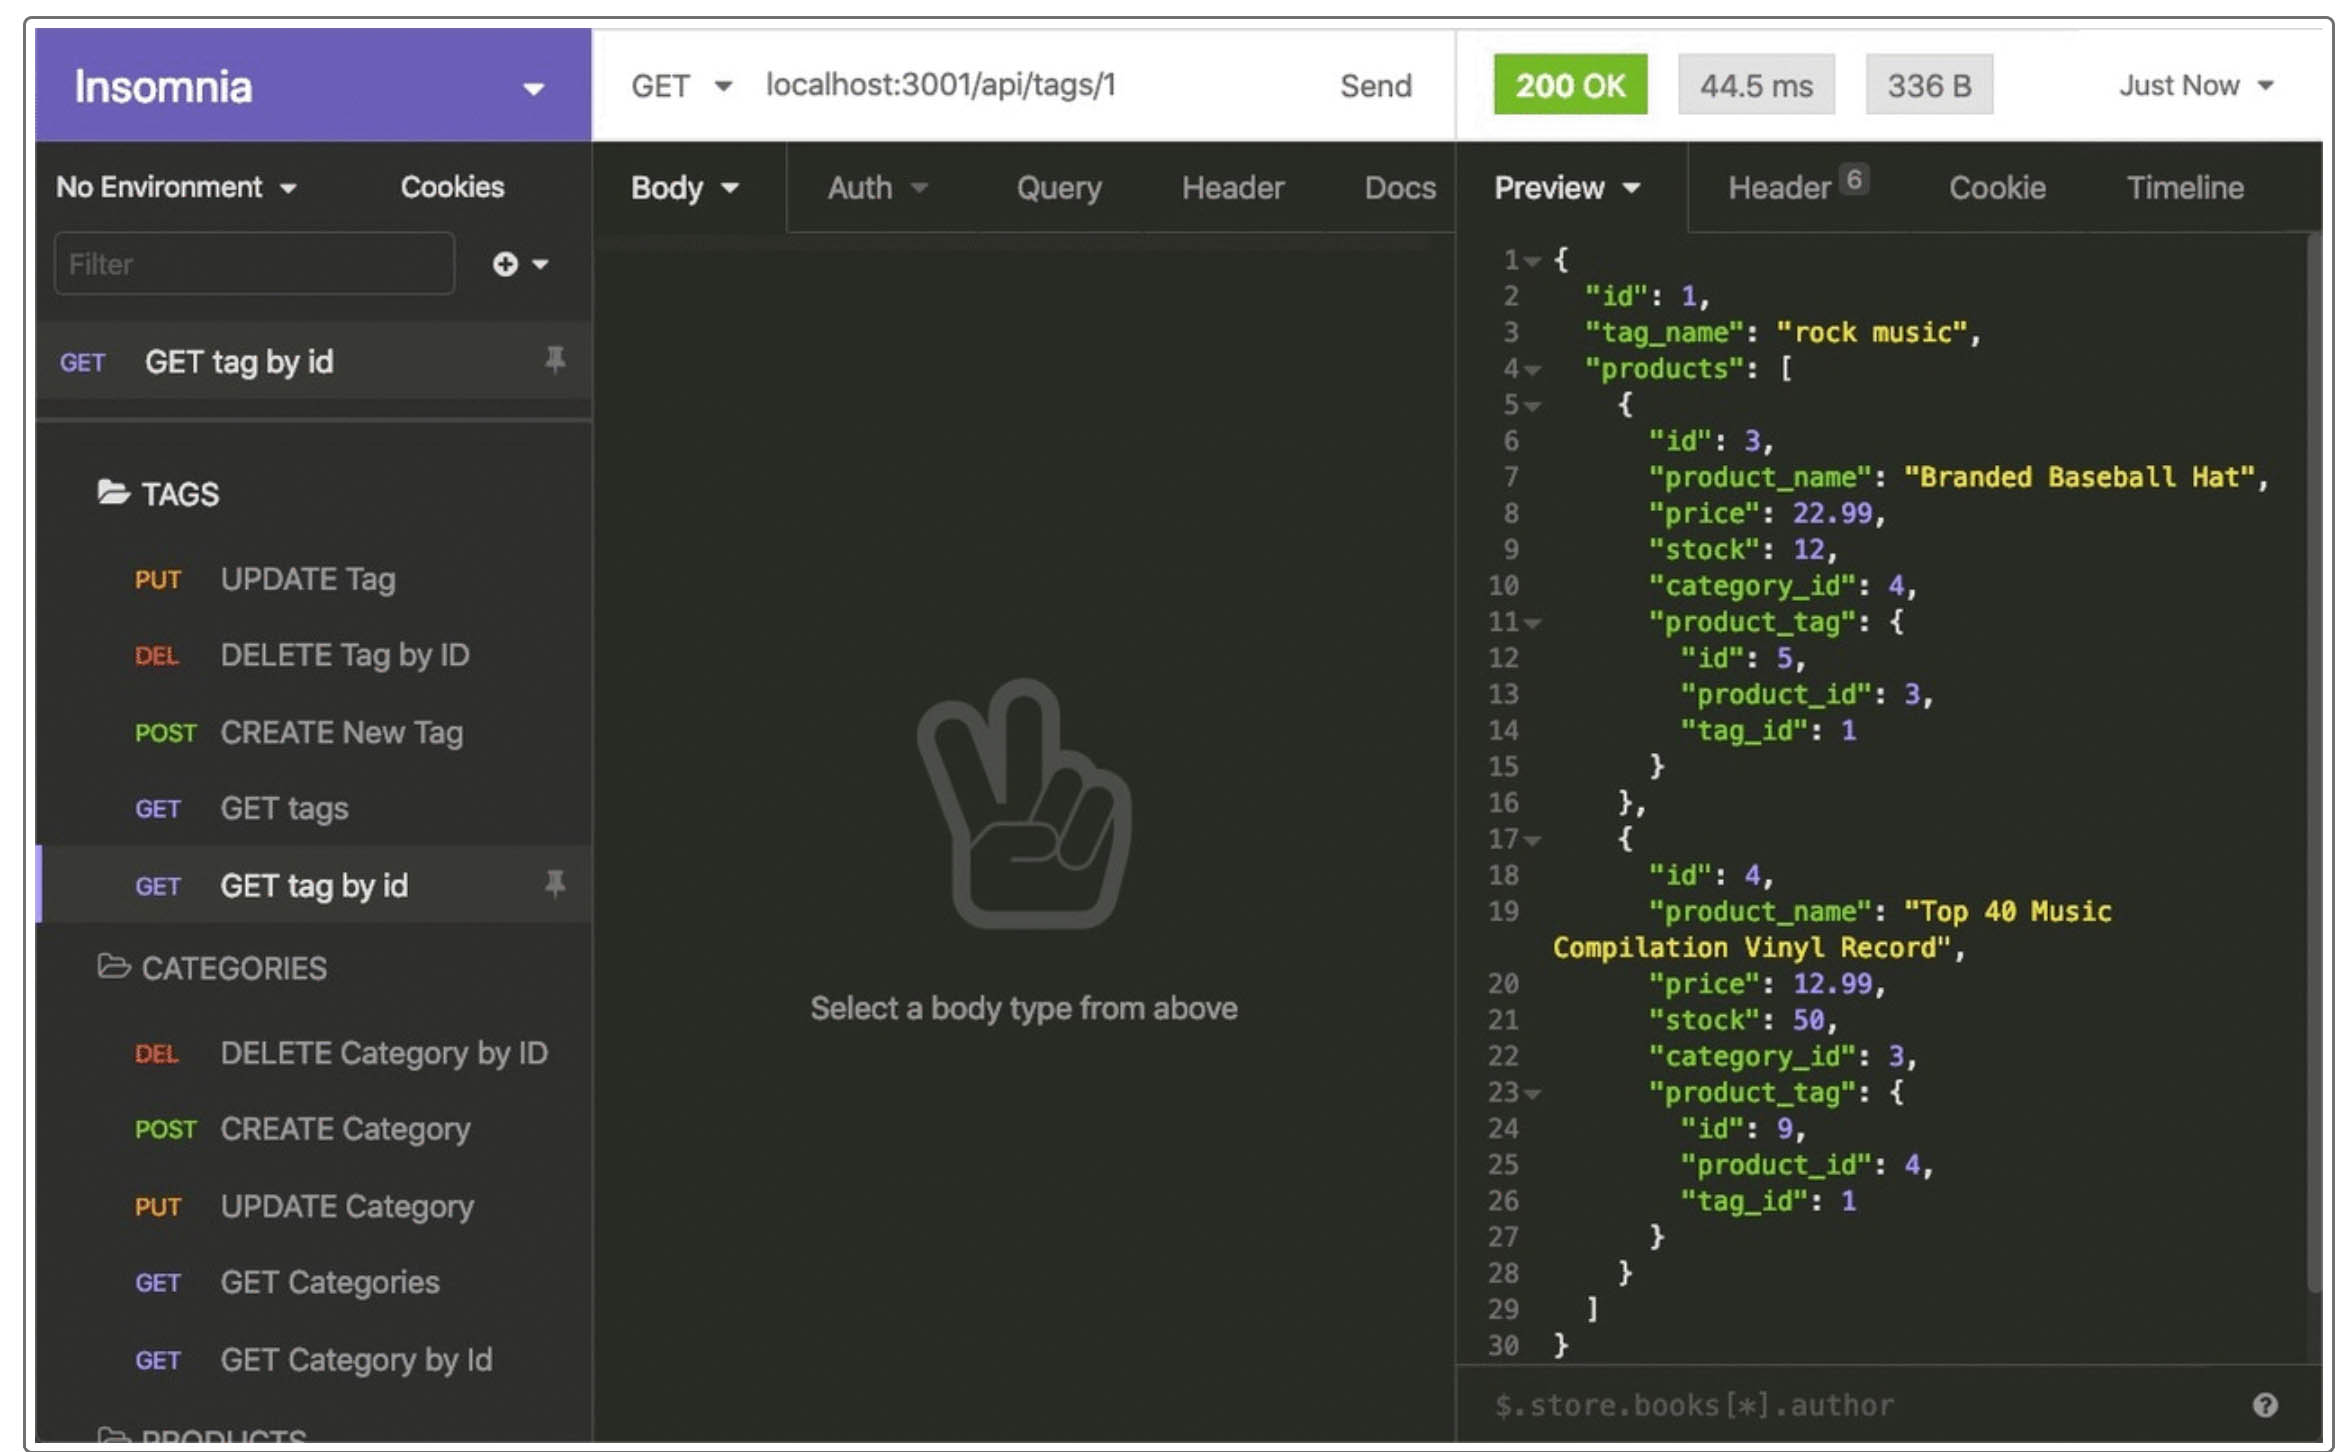 Insomnia
GET localhost:3001/api/tags/1 Send
200 OK 44.5 ms 336 B Just Now
No Environment Cookies
Filter
GET GET tag by id
TAGS
PUT UPDATE Tag
DEL DELETE Tag by ID
POST CREATE New Tag
GET GET tags
GET GET tag by id
CATEGORIES
DEL DELETE Category by ID
POST CREATE Category
PUT UPDATE Category
GET GET Categories
GET GET Category by Id
PRODUCTS
Body Auth Query Header Docs
Select a body type from above
Preview Header 6 Cookie Timeline
1 {
2 "id": 1,
3 "tag_name": "rock music",
4 "products": [
5 {
6 "id": 3,
7 "product_name": "Branded Baseball Hat",
8 "price": 22.99,
9 "stock": 12,
10 "category_id": 4,
11 "product_tag": {
12 "id": 5,
13 "product_id": 3,
14 "tag_id": 1
15 }
16 },
17 {
18 "id": 4,
19 "product_name": "Top 40 Music
Compilation Vinyl Record",
20 "price": 12.99,
21 "stock": 50,
22 "category_id": 3,
23 "product_tag": {
24 "id": 9,
25 "product_id": 4,
26 "tag_id": 1
27 }
28 }
29 ]
30 }
$.store.books[*].author